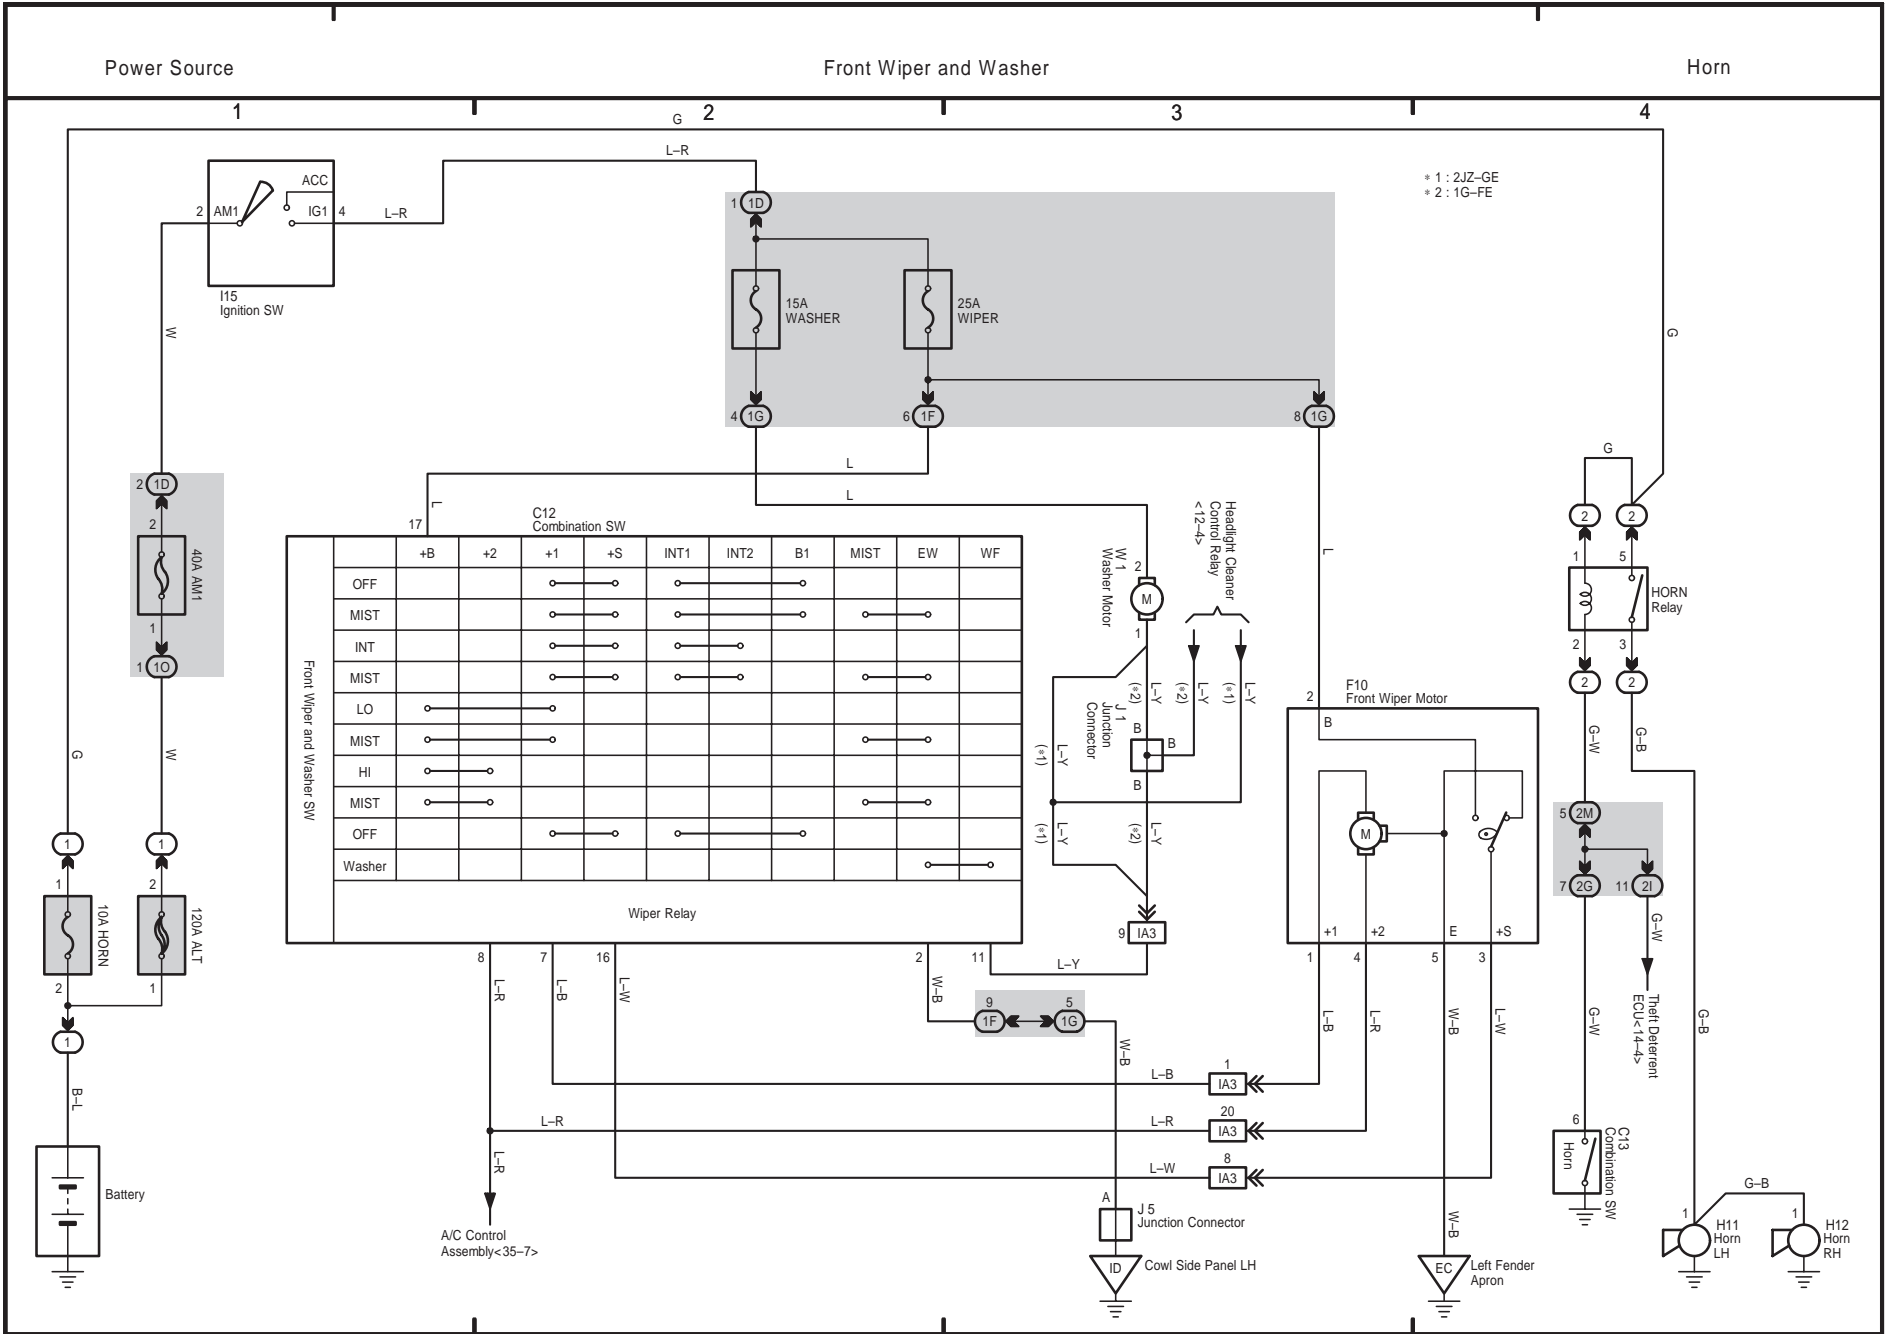 Power Source
Front Wiper and Washer
Horn
1
2
3
4
G
L–R
ACC
2
AM1
IG1
4
L–R
I15
Ignition SW
W
1
1D
15A
WASHER
25A
WIPER
4
1G
6
1F
8
1G
∗ 1 : 2JZ–GE
∗ 2 : 1G–FE
G
2
1D
2
40A AM1
1
1
1O
L
L
L
17
C12
Combination SW
+B
+2
+1
+S
INT1
INT2
B1
MIST
EW
WF
OFF
MIST
INT
MIST
LO
MIST
HI
MIST
OFF
Washer
Front Wiper and Washer SW
Wiper Relay
W 1
Washer Motor
2
M
1
Headlight Cleaner
Control Relay
<12–4>
L–Y
(∗2)
L–Y
(∗2)
L–Y
(∗1)
J 1
Junction
Connector
B
B
B
L–Y
(∗1)
L–Y
(∗1)
L–Y
(∗2)
9
IA3
L
F10
Front Wiper Motor
2
B
M
+1
+2
E
+S
1
4
5
3
G
2
2
1
5
HORN
Relay
2
3
2
2
G–W
G–B
5
2M
7
2G
11
2I
G–W
Theft Deterrent
ECU<14–4>
G–W
G–B
G
W
1
1
1
2
10A HORN
120A ALT
2
1
1
B–L
Battery
8
7
16
2
11
L–R
L–B
L–W
W–B
L–Y
9
1F
5
1G
W–B
L–B
1
IA3
L–R
L–R
20
IA3
L–W
8
IA3
L–B
L–R
W–B
L–W
L–R
A/C Control
Assembly<35–7>
A
J 5
Junction Connector
ID
Cowl Side Panel LH
W–B
EC
Left Fender
Apron
6
Horn
C13
Combination SW
G–B
1
H11
Horn
LH
1
H12
Horn
RH